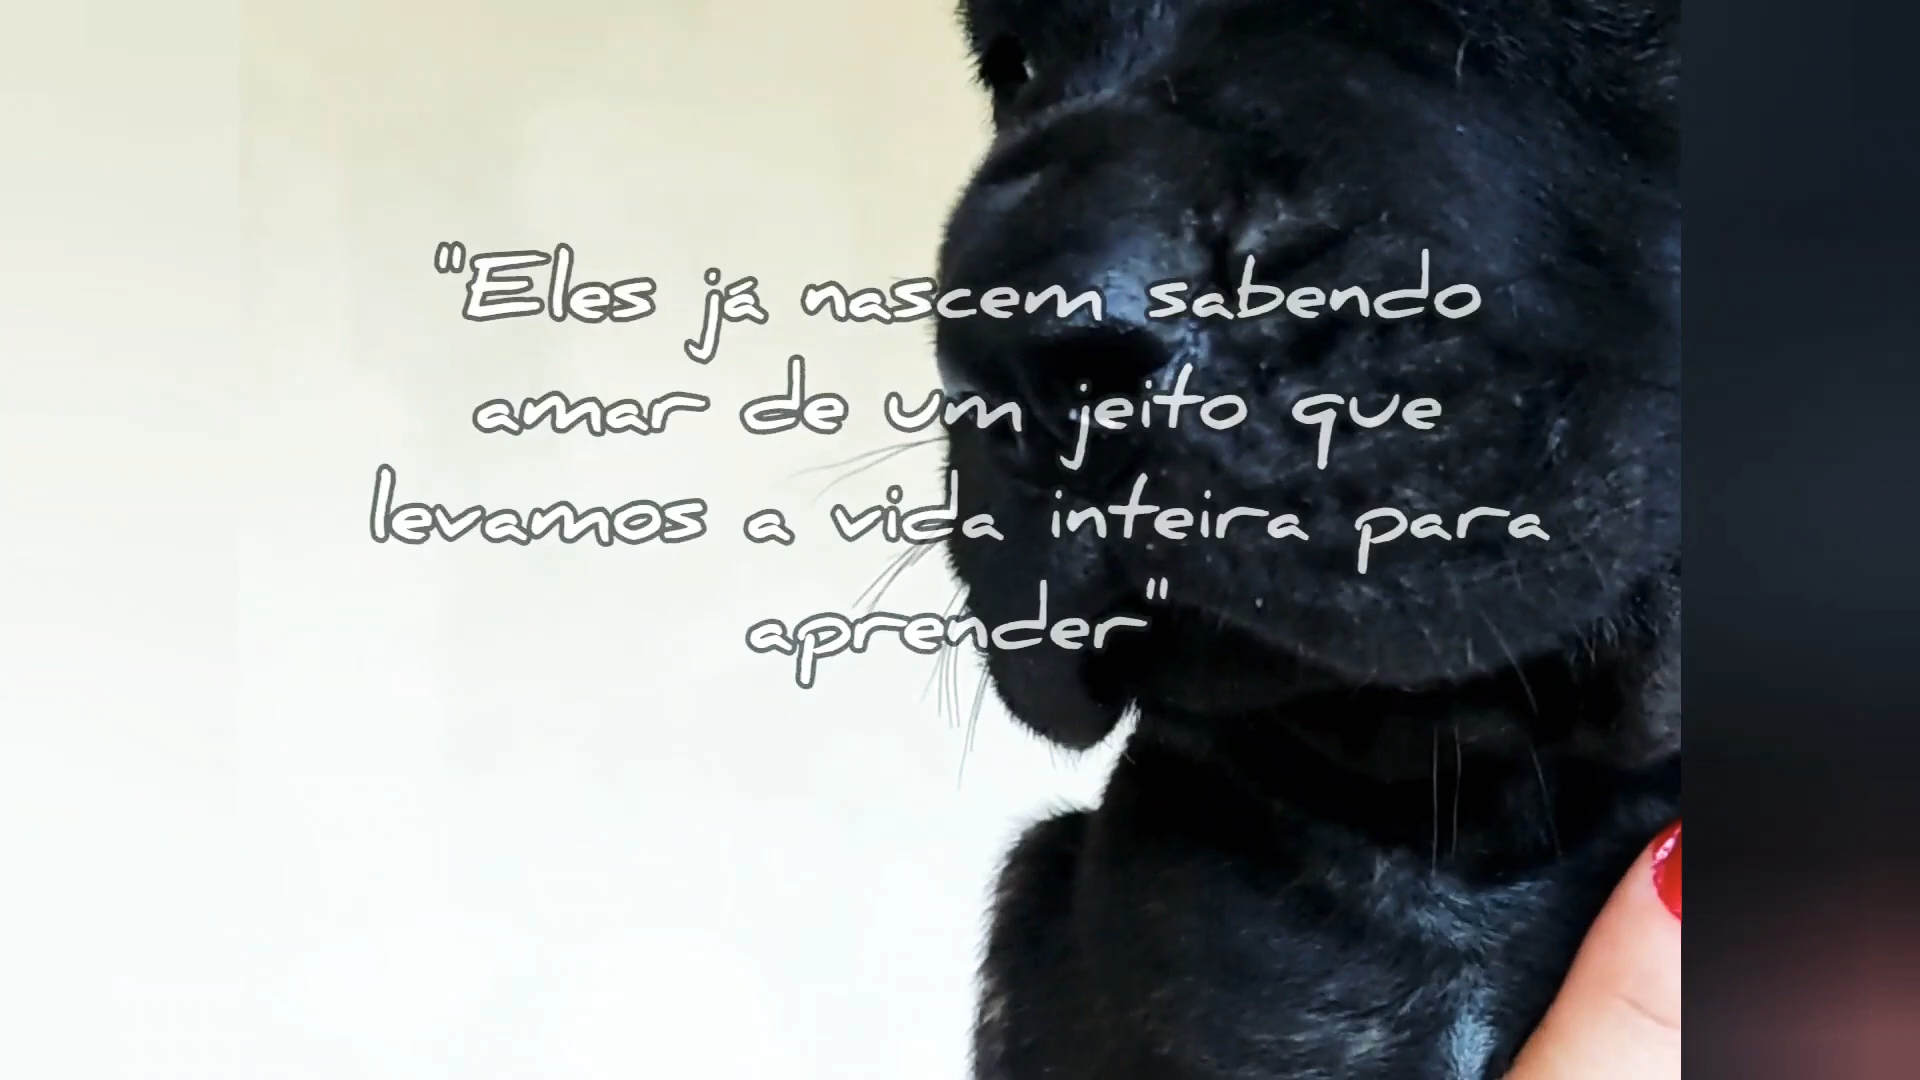 "Eles já nascem sabendo
amar de um jeito que
levamos a vida inteira para
aprender"